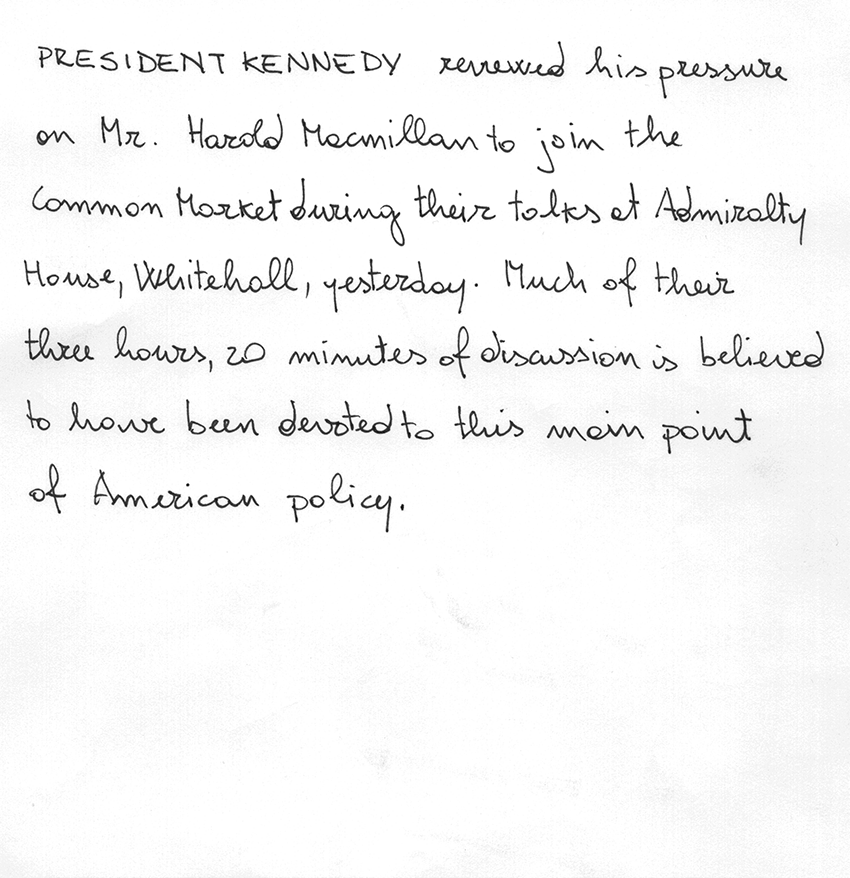 PRESIDENT KENNEDY renewed his pressure
on Mr. Harold Macmillan to join the
Common Market during their talks at Admiralty
House, Whitehall, yesterday. Much of their
three hours, 20 minutes of discussion is believed
to have been devoted to this main point
of American policy.